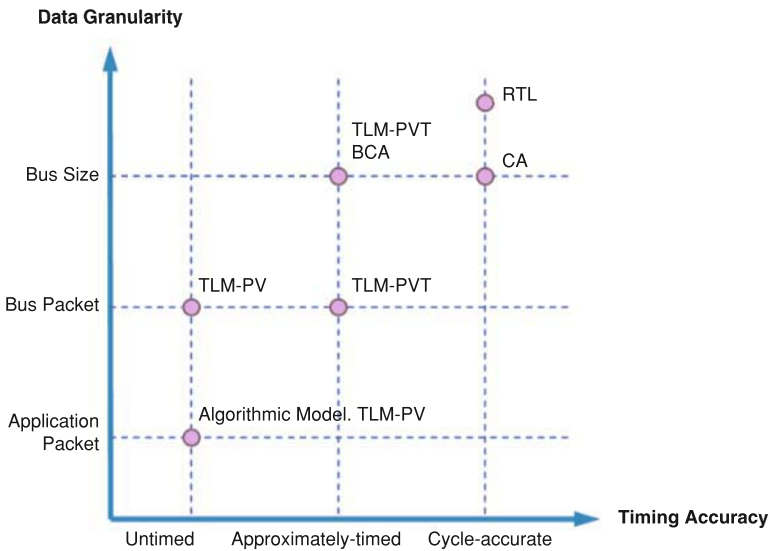 Data Granularity
RTL
TLM-PVT
BCA
CA
Bus Size
TLM-PV
TLM-PVT
Bus Packet
Algorithmic Model. TLM-PV
Application
Packet
Timing Accuracy
Untimed
Approximately-timed
Cycle-accurate